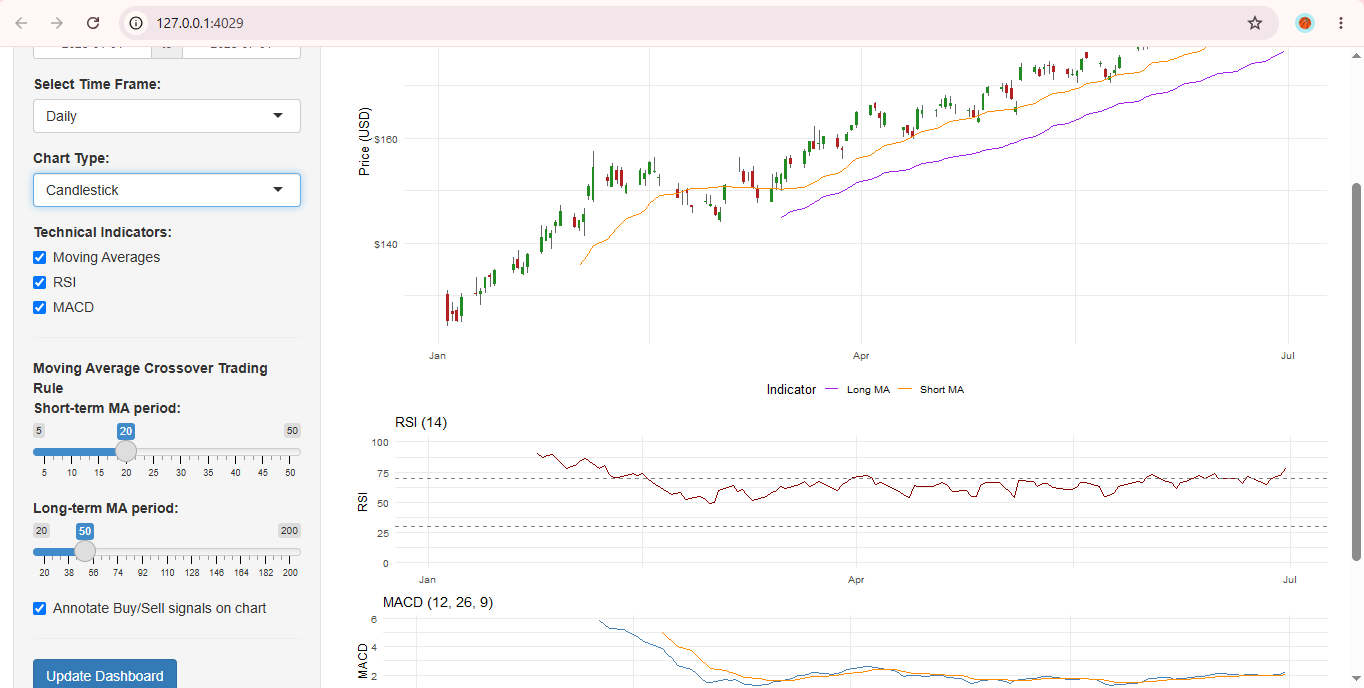 127.0.0.1:4029
Select Time Frame:
Daily
Chart Type:
Candlestick
Technical Indicators:
Moving Averages
RSI
MACD
Moving Average Crossover Trading
Rule
Short-term MA period:
5 20 50
5 10 15 20 25 30 35 40 45 50
Long-term MA period:
20 50 200
20 38 56 74 92 110 128 146 164 182 200
Annotate Buy/Sell signals on chart
Update Dashboard
Price (USD)
$160
$140
Jan Apr Jul
Indicator Long MA Short MA
RSI (14)
RSI
100
75
50
25
0
Jan Apr Jul
MACD (12, 26, 9)
MACD
6
4
2